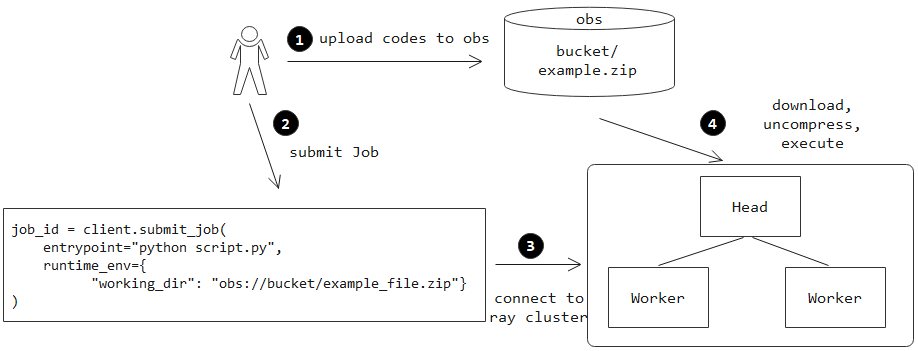 1 upload codes to obs
obs
bucket/
example.zip
2
submit Job
4
download,
uncompress,
execute
job_id = client.submit_job(
    entrypoint="python script.py",
    runtime_env={
          "working_dir": "obs://bucket/example_file.zip"}
)
3
connect to
ray cluster
Head
Worker
Worker